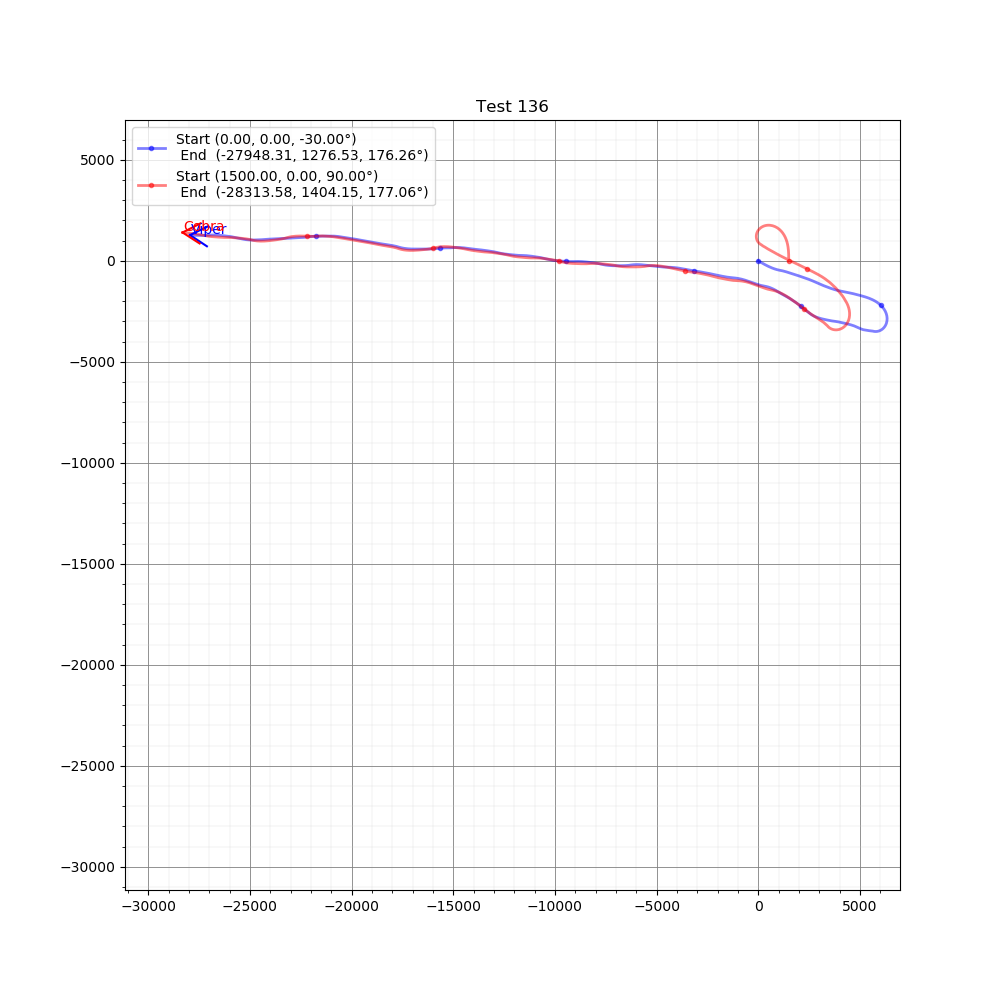 Test 136
Start (0.00, 0.00, -30.00°)
End (-27948.31, 1276.53, 176.26°)
Start (1500.00, 0.00, 90.00°)
End (-28313.58, 1404.15, 177.06°)
5000
0
−5000
−10000
−15000
−20000
−25000
−30000
−30000 −25000 −20000 −15000 −10000 −5000 0 5000